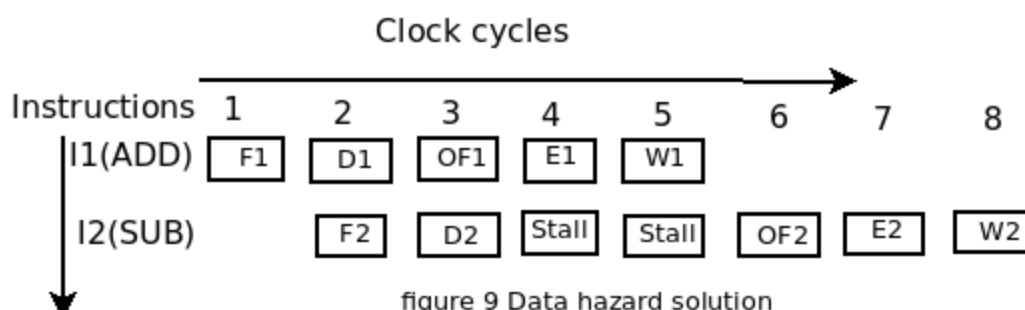 Clock cycles
Instructions 1 2 3 4 5 6 7 8
I1(ADD) F1 D1 OF1 E1 W1
I2(SUB) F2 D2 Stall Stall OF2 E2 W2
figure 9 Data hazard solution